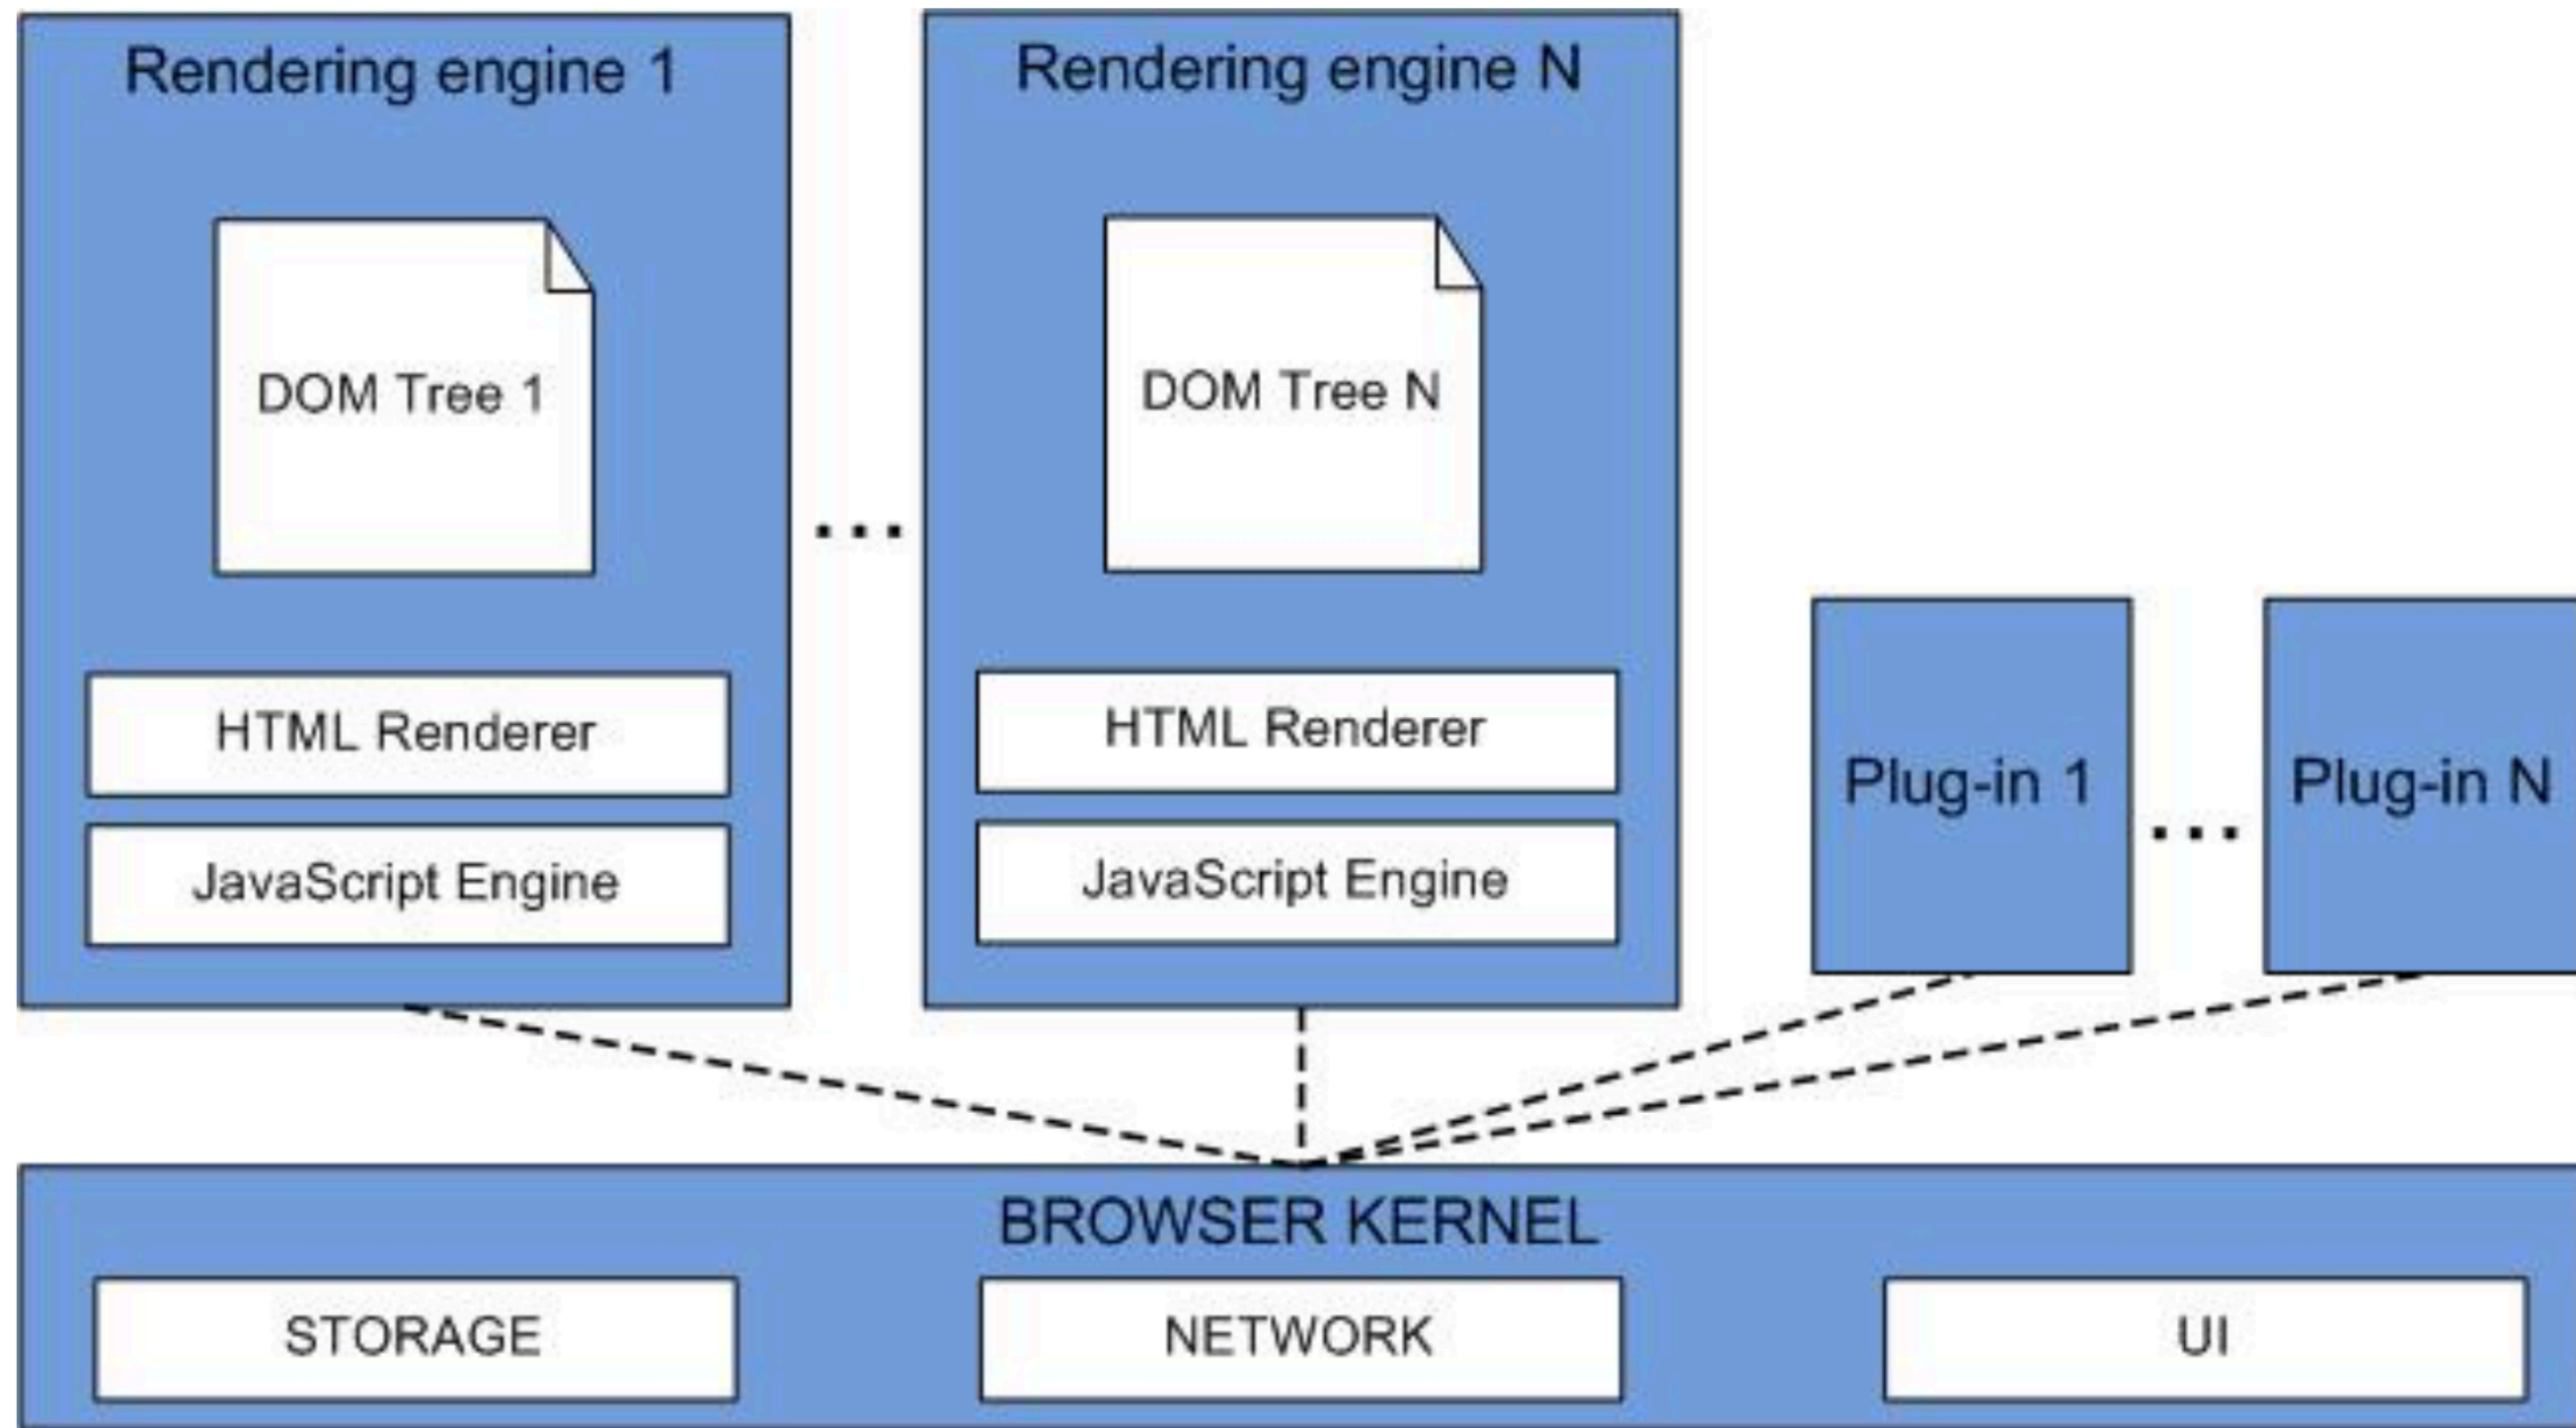 Rendering engine 1
DOM Tree 1
HTML Renderer
JavaScript Engine
...
Rendering engine N
DOM Tree N
HTML Renderer
JavaScript Engine
Plug-in 1
...
Plug-in N
BROWSER KERNEL
STORAGE
NETWORK
UI